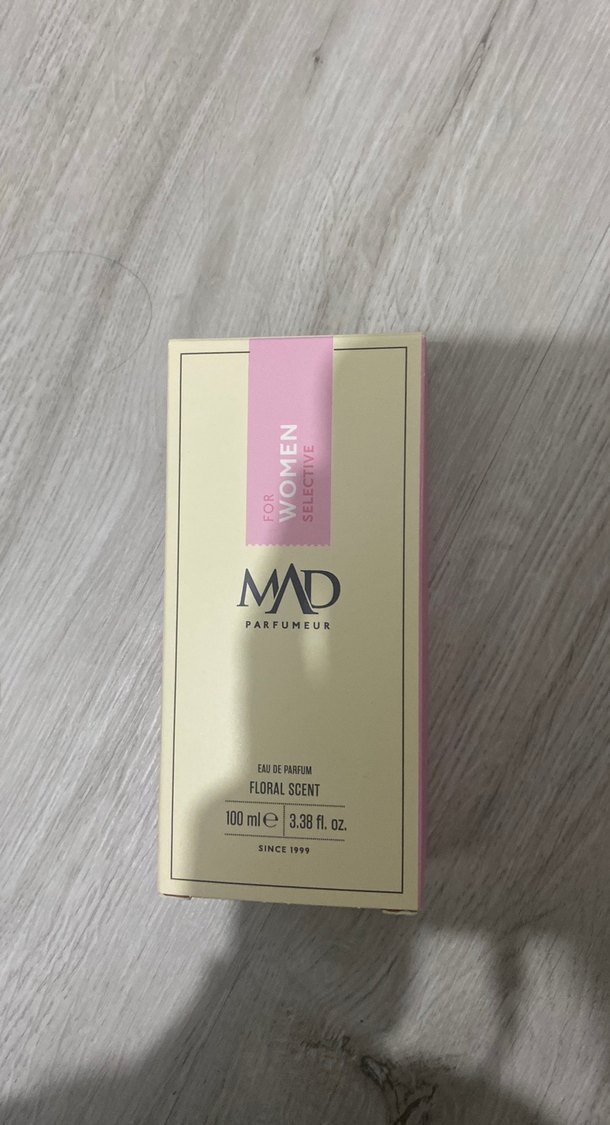 FOR
WOMEN
SELECTIVE
MAD
PARFUMEUR
EAU DE PARFUM
FLORAL SCENT
100 ml ℮ 3.38 fl. oz.
SINCE 1999